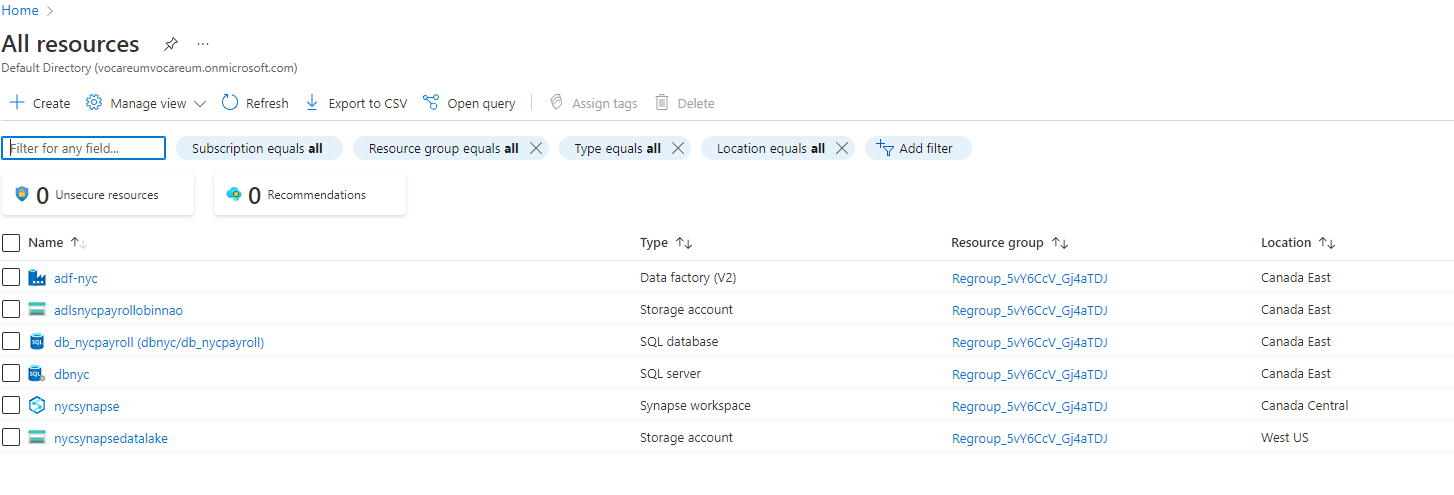 Home >
All resources ...
Default Directory (vocareumvocareum.onmicrosoft.com)
Create Manage view Refresh Export to CSV Open query Assign tags Delete
Filter for any field... Subscription equals all Resource group equals all Type equals all Location equals all Add filter
0 Unsecure resources 0 Recommendations
Name Type Resource group Location
adf-nyc Data factory (V2) Regroup_5vY6CcV_Gj4aTDJ Canada East
adlsnycpayrollobinnao Storage account Regroup_5vY6CcV_Gj4aTDJ Canada East
db_nycpayroll (dbnyc/db_nycpayroll) SQL database Regroup_5vY6CcV_Gj4aTDJ Canada East
dbnyc SQL server Regroup_5vY6CcV_Gj4aTDJ Canada East
nycsynapse Synapse workspace Regroup_5vY6CcV_Gj4aTDJ Canada Central
nycsynapsedatalake Storage account Regroup_5vY6CcV_Gj4aTDJ West US